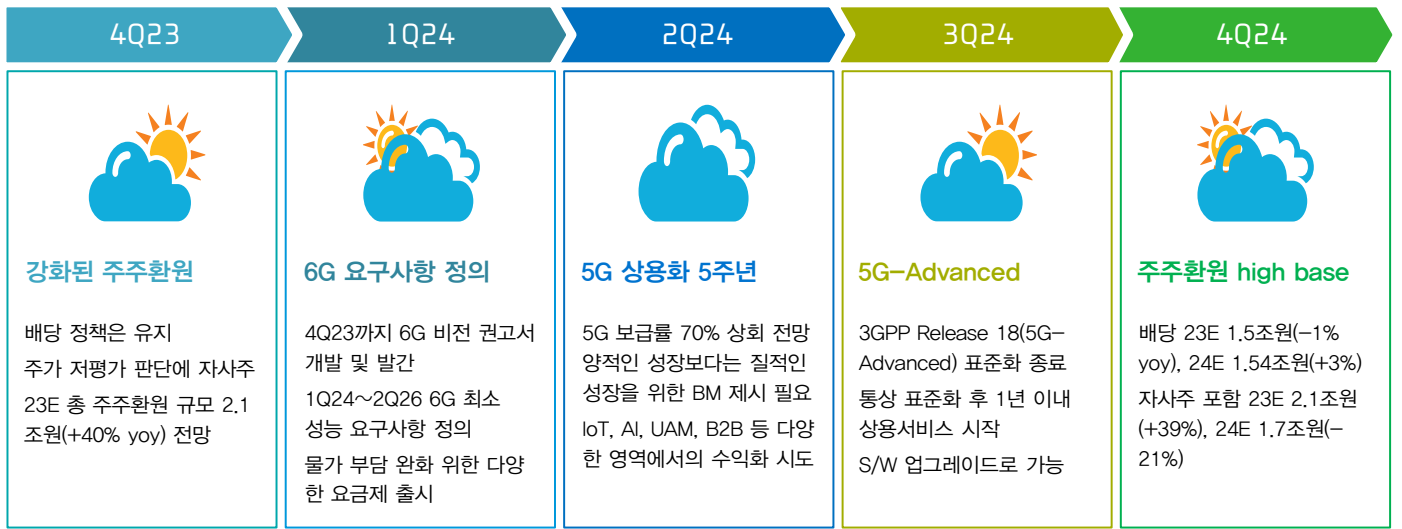 4Q23
1Q24
2Q24
3Q24
4Q24
강화된 주주환원
배당 정책은 유지
주가 저평가 판단에 자사주
23E 총 주주환원 규모 2.1
조원(+40% yoy) 전망
6G 요구사항 정의
4Q23까지 6G 비전 권고서
개발 및 발간
1Q24~2Q26 6G 최소
성능 요구사항 정의
물가 부담 완화 위한 다양
한 요금제 출시
5G 상용화 5주년
5G 보급률 70% 상회 전망
양적인 성장보다는 질적인
성장을 위한 BM 제시 필요
IoT, AI, UAM, B2B 등 다양
한 영역에서의 수익화 시도
5G-Advanced
3GPP Release 18(5G-
Advanced) 표준화 종료
통상 표준화 후 1년 이내
상용서비스 시작
S/W 업그레이드로 가능
주주환원 high base
배당 23E 1.5조원(-1%
yoy), 24E 1.54조원(+3%)
자사주 포함 23E 2.1조원
(+39%), 24E 1.7조원(-
21%)